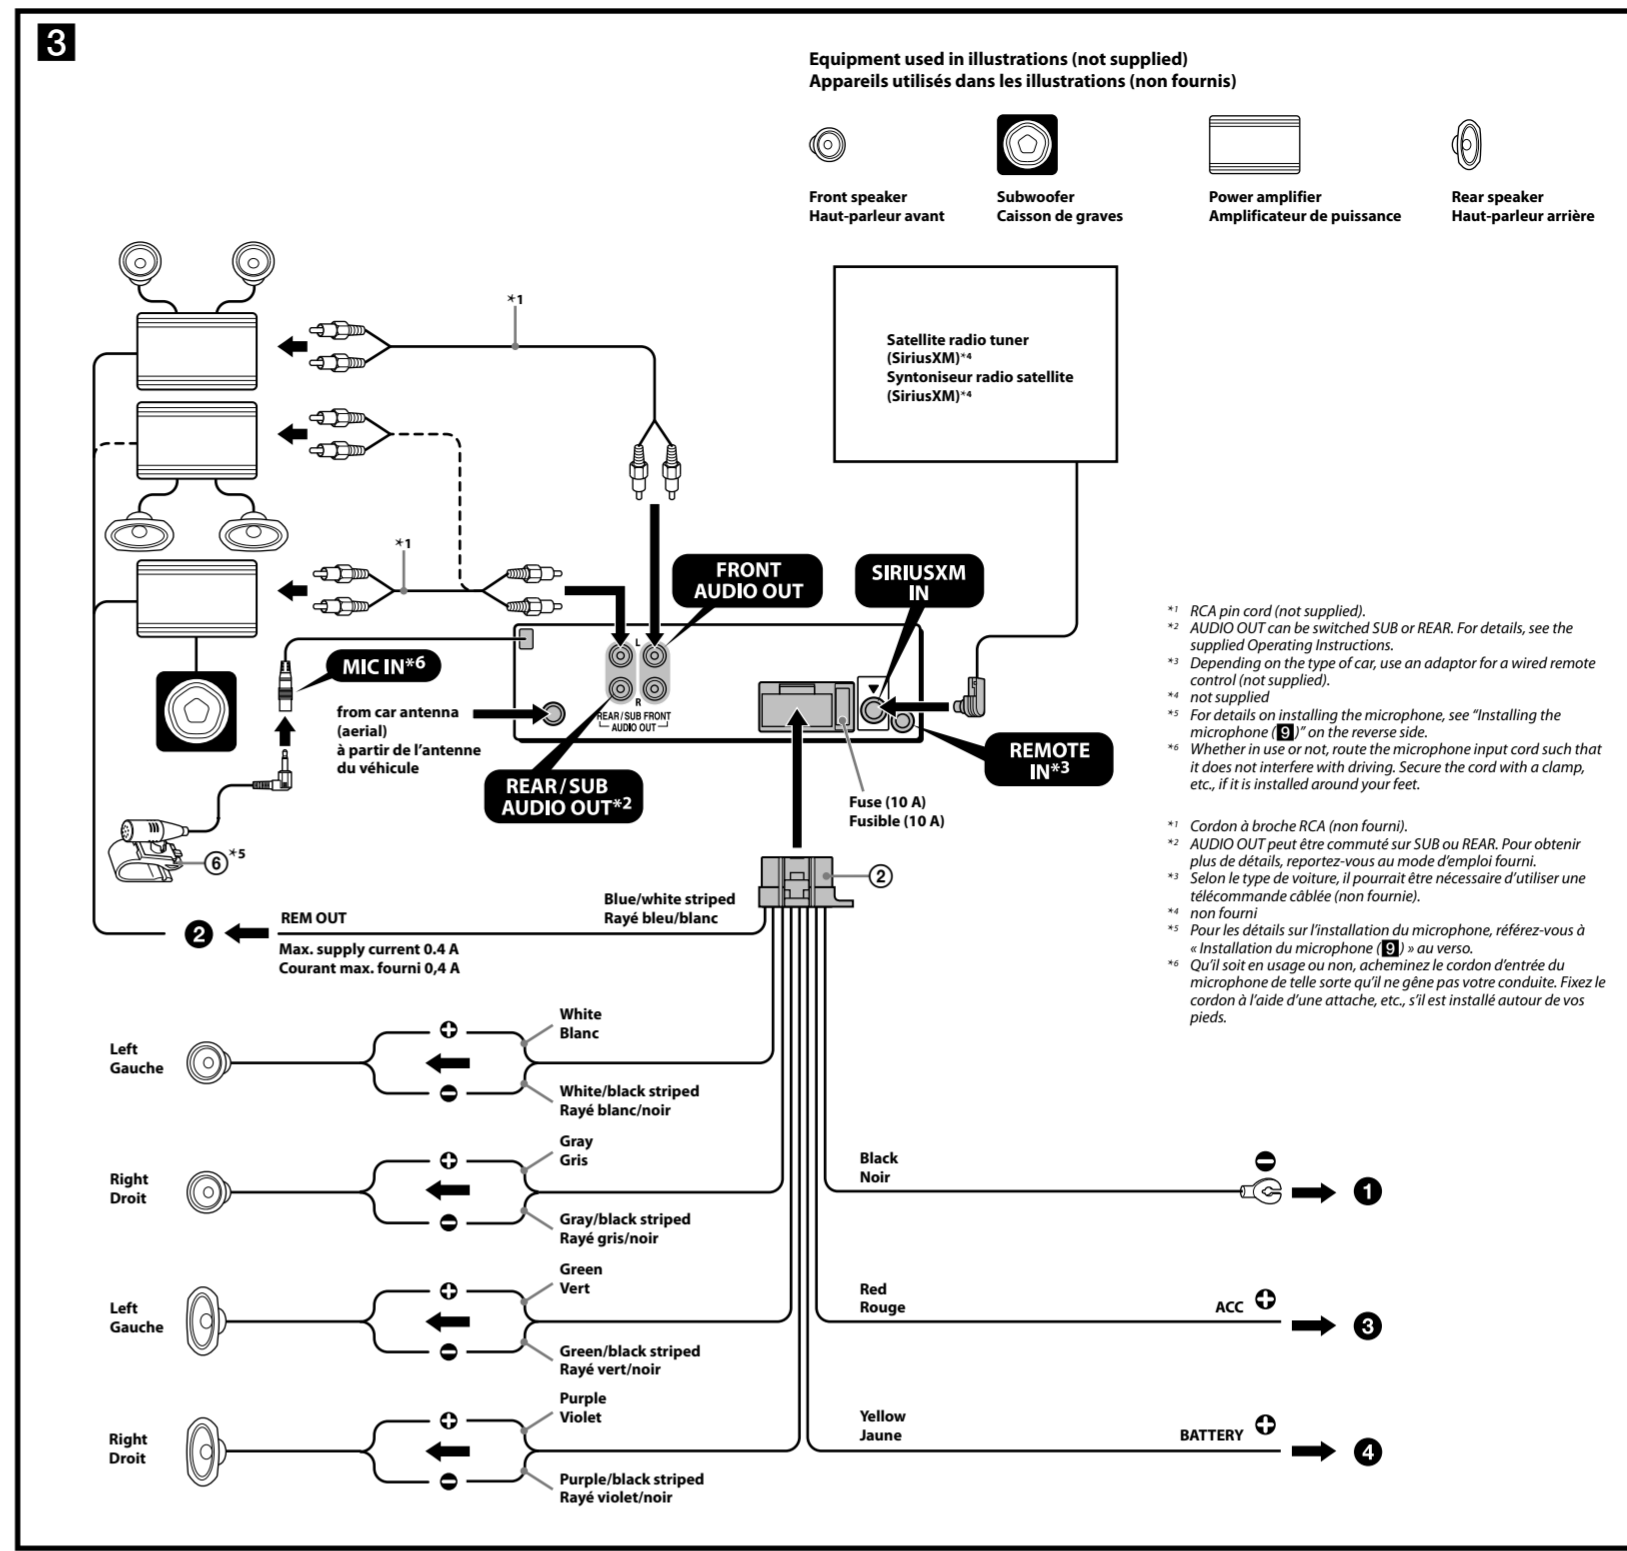 3
Equipment used in illustrations (not supplied)
Appareils utilisés dans les illustrations (non fournis)
Front speaker
Haut-parleur avant
Subwoofer
Caisson de graves
Power amplifier
Amplificateur de puissance
Rear speaker
Haut-parleur arrière
*1
Satellite radio tuner
(SiriusXM)*4
Syntoniseur radio satellite
(SiriusXM)*4
*1
FRONT
AUDIO OUT
SIRIUSXM
IN
MIC IN*6
L
R
REAR/SUB FRONT
AUDIO OUT
from car antenna
(aerial)
à partir de l'antenne
du véhicule
REAR/SUB
AUDIO OUT*2
REMOTE
IN*3
Fuse (10 A)
Fusible (10 A)
6 *5
2
*1 RCA pin cord (not supplied).
*2 AUDIO OUT can be switched SUB or REAR. For details, see the
supplied Operating Instructions.
*3 Depending on the type of car, use an adaptor for a wired remote
control (not supplied).
*4 not supplied
*5 For details on installing the microphone, see “Installing the
microphone (9)” on the reverse side.
*6 Whether in use or not, route the microphone input cord such that
it does not interfere with driving. Secure the cord with a clamp,
etc., if it is installed around your feet.
*1 Cordon à broche RCA (non fourni).
*2 AUDIO OUT peut être commuté sur SUB ou REAR. Pour obtenir
plus de détails, reportez-vous au mode d'emploi fourni.
*3 Selon le type de voiture, il pourrait être nécessaire d'utiliser une
télécommande câblée (non fournie).
*4 non fourni
*5 Pour les détails sur l'installation du microphone, référez-vous à
« Installation du microphone (9) » au verso.
*6 Qu'il soit en usage ou non, acheminez le cordon d'entrée du
microphone de telle sorte qu'il ne gêne pas votre conduite. Fixez le
cordon à l'aide d'une attache, etc., s'il est installé autour de vos
pieds.
Blue/white striped
Rayé bleu/blanc
2
REM OUT
Max. supply current 0.4 A
Courant max. fourni 0,4 A
Left
Gauche
White
Blanc
White/black striped
Rayé blanc/noir
Right
Droit
Gray
Gris
Gray/black striped
Rayé gris/noir
Black
Noir
1
Left
Gauche
Green
Vert
Green/black striped
Rayé vert/noir
Red
Rouge
ACC
3
Right
Droit
Purple
Violet
Purple/black striped
Rayé violet/noir
Yellow
Jaune
BATTERY
4